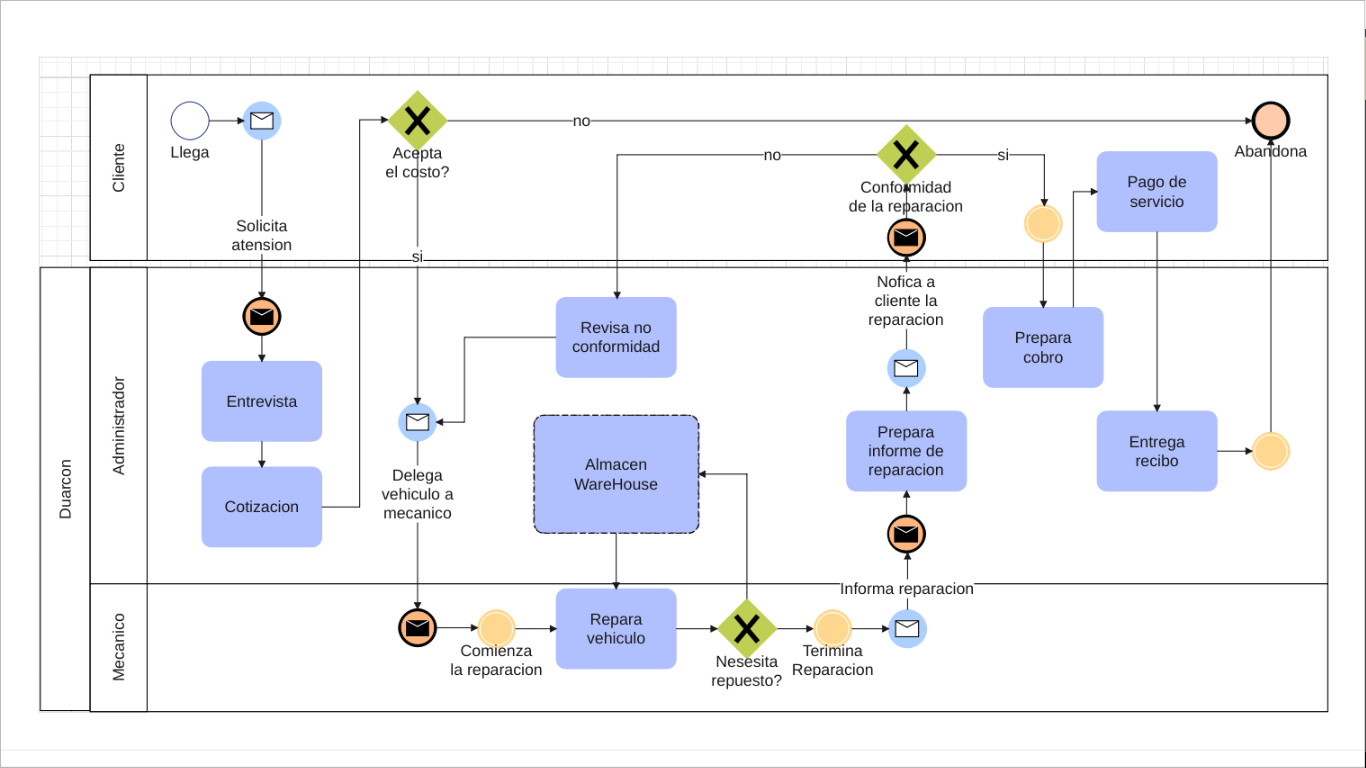 Cliente
Llega
Solicita
atension
Acepta
el costo?
no
si
no
si
Conformidad
de la reparacion
Pago de
servicio
Abandona
Duarcon
Administrador
Entrevista
Cotizacion
Delega
vehiculo a
mecanico
Revisa no
conformidad
Almacen
WareHouse
Nofica a
cliente la
reparacion
Prepara
informe de
reparacion
Prepara
cobro
Entrega
recibo
Mecanico
Comienza
la reparacion
Repara
vehiculo
Nesesita
repuesto?
Termina
Reparacion
Informa reparacion